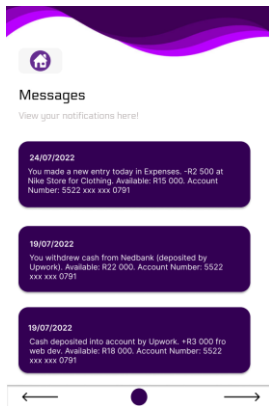 Messages
View your notifications here!
24/07/2022
You made a new entry today in Expenses. -R2 500 at
Nike Store for Clothing. Available: R15 000. Account
Number: 5522 xxx xxx 0791
19/07/2022
You withdrew cash from Nedbank (deposited by
Upwork). Available: R22 000. Account Number: 5522
xxx xxx 0791
19/07/2022
Cash deposited into account by Upwork. +R3 000 fro
web dev. Available: R18 000. Account Number: 5522
xxx xxx 0791